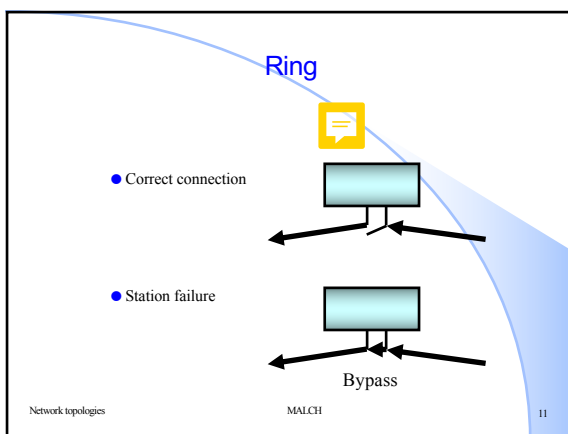 Ring
Correct connection
Station failure
Bypass
Network topologies MALCH 11